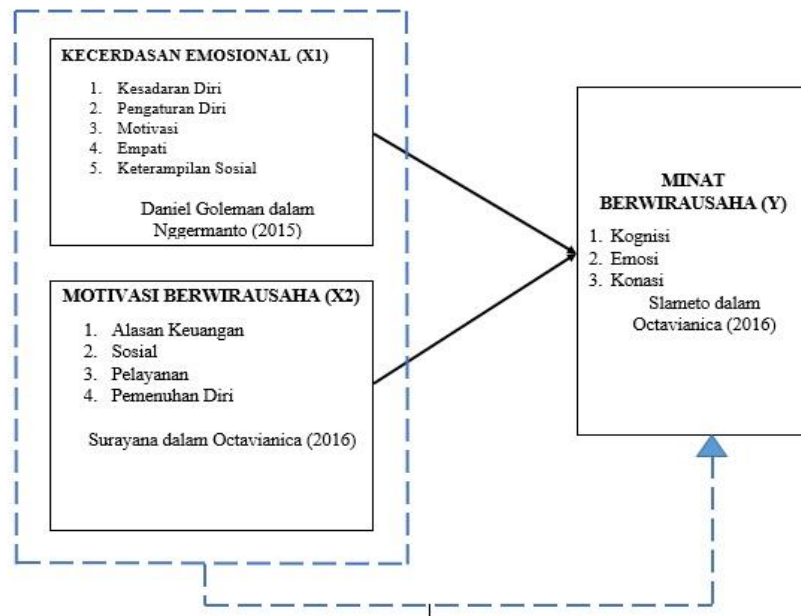 KECERDASAN EMOSIONAL (X1)
1. Kesadaran Diri
2. Pengaturan Diri
3. Motivasi
4. Empati
5. Keterampilan Sosial
Daniel Goleman dalam
Nggermanto (2015)
MOTIVASI BERWIRAUSAHA (X2)
1. Alasan Keuangan
2. Sosial
3. Pelayanan
4. Pemenuhan Diri
Surayana dalam Octavianica (2016)
MINAT
BERWIRAUSAHA (Y)
1. Kognisi
2. Emosi
3. Konasi
Slameto dalam
Octavianica (2016)